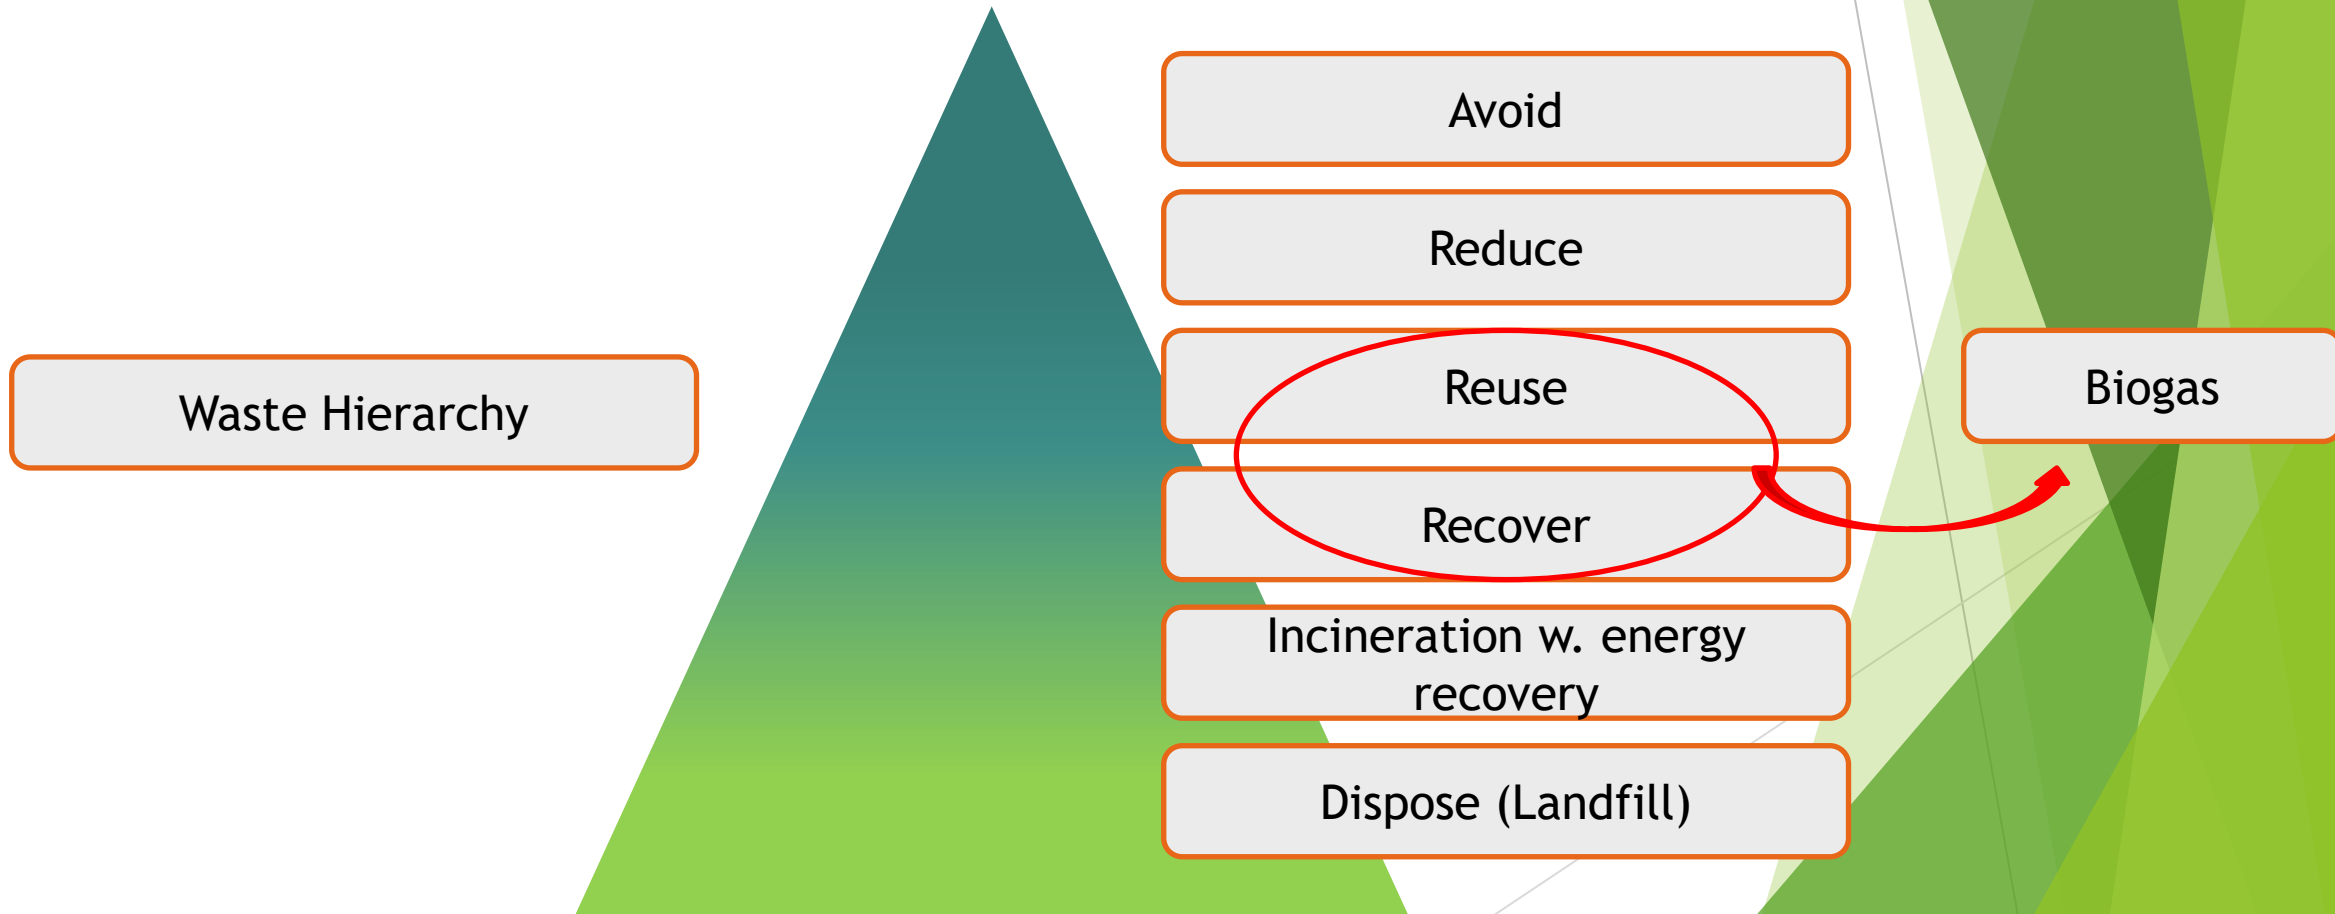 Waste Hierarchy
Avoid
Reduce
Reuse
Recover
Incineration w. energy
recovery
Dispose (Landfill)
Biogas